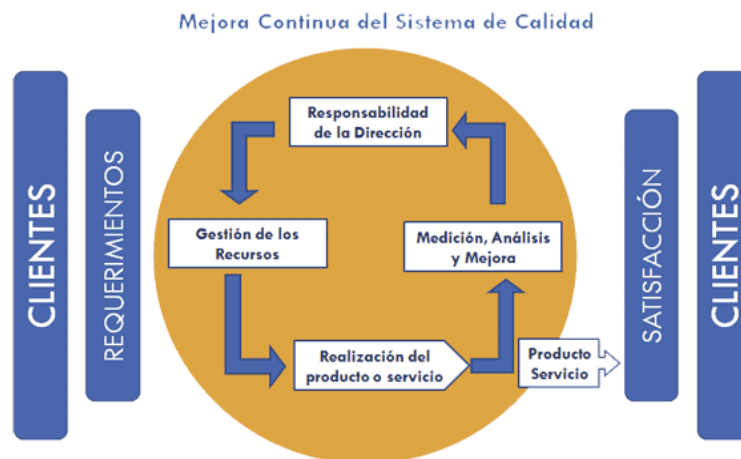 Mejora Continua del Sistema de Calidad
CLIENTES
REQUERIMIENTOS
Responsabilidad
de la Dirección
Gestión de los
Recursos
Medición, Análisis
y Mejora
Realización del
producto o servicio
Producto
Servicio
SATISFACCIÓN
CLIENTES